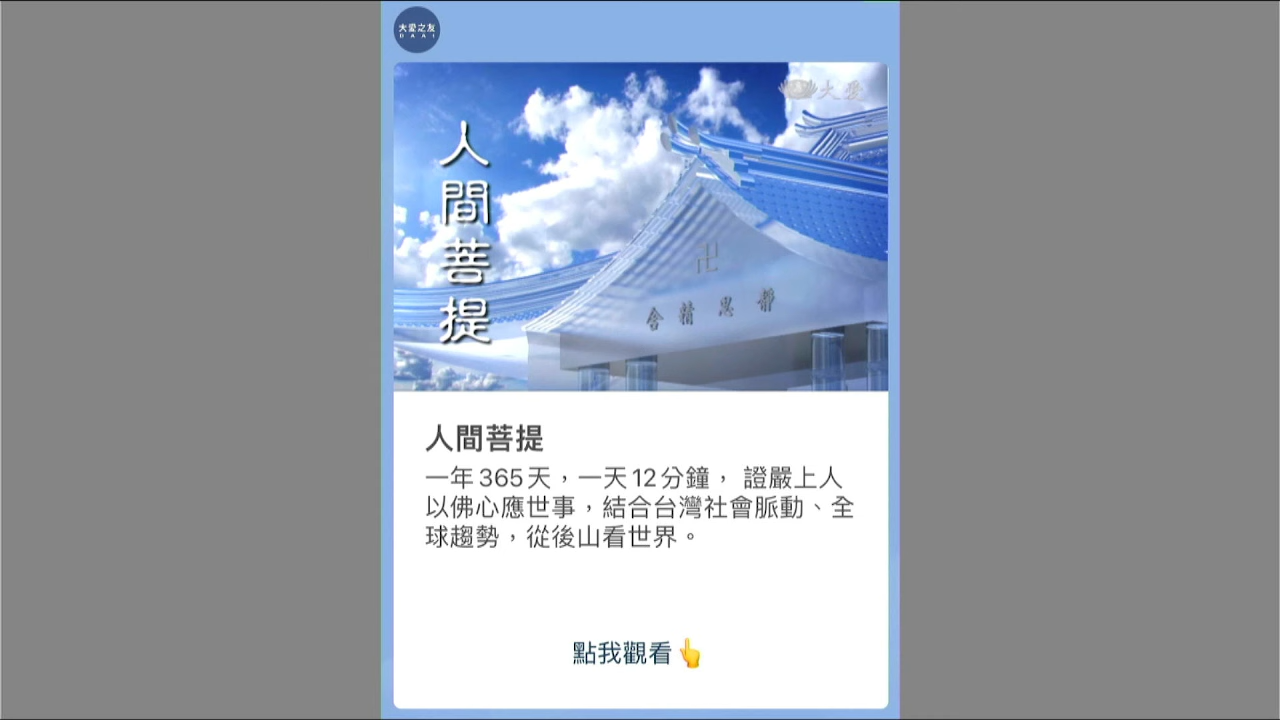 大愛之友
DAAI
大愛
人間菩提
卍
靜思精舍
人間菩提
一年365天，一天12分鐘， 證嚴上人
以佛心應世事，結合台灣社會脈動、全
球趨勢，從後山看世界。
點我觀看👆